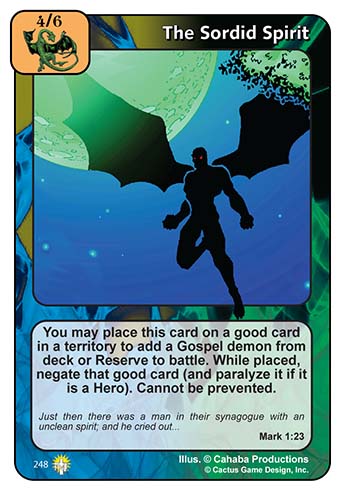 4/6
The Sordid Spirit
You may place this card on a good card
in a territory to add a Gospel demon from
deck or Reserve to battle. While placed,
negate that good card (and paralyze it if it
is a Hero). Cannot be prevented.
Just then there was a man in their synagogue with an
unclean spirit; and he cried out...
Mark 1:23
248
Illus. © Cahaba Productions
© Cactus Game Design, Inc.